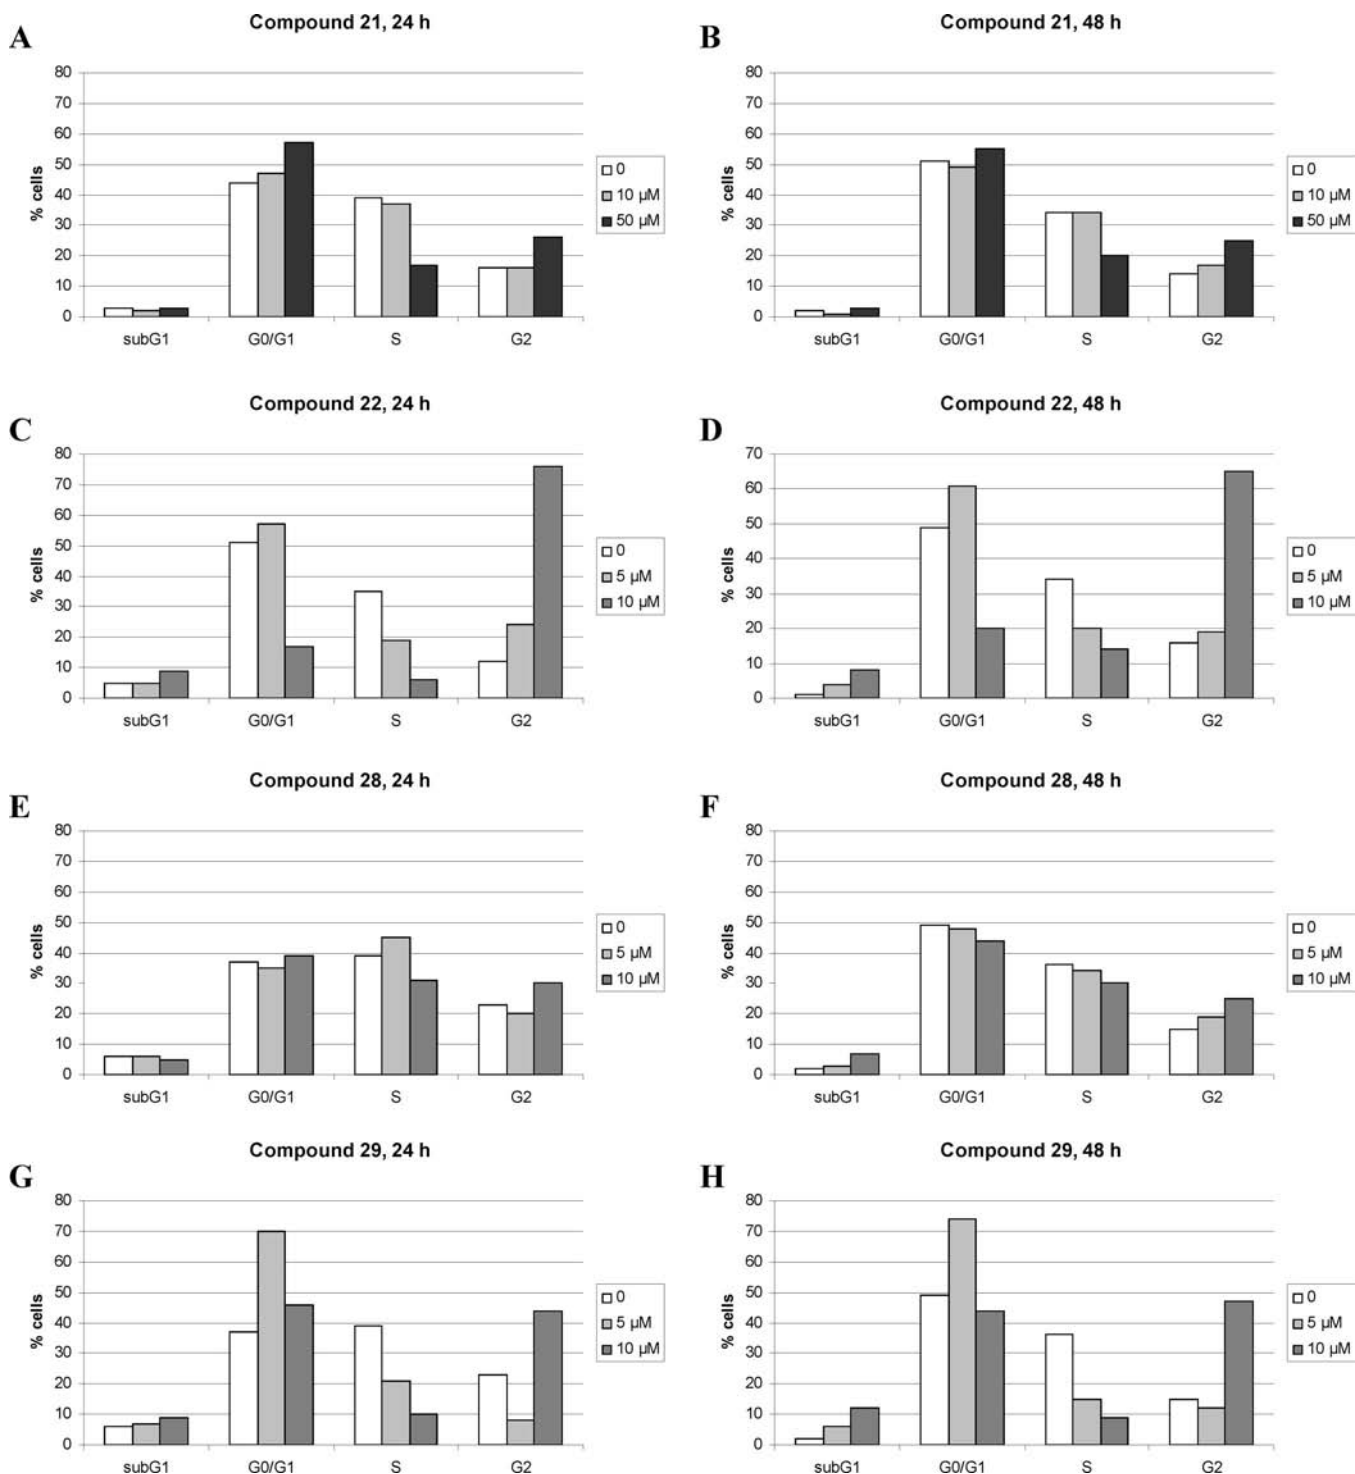 A
Compound 21, 24 h
80
70
60
50
40
30
20
10
0
% cells
subG1 G0/G1 S G2
0
10 µM
50 µM
B
Compound 21, 48 h
80
70
60
50
40
30
20
10
0
% cells
subG1 G0/G1 S G2
0
10 µM
50 µM
C
Compound 22, 24 h
80
70
60
50
40
30
20
10
0
% cells
subG1 G0/G1 S G2
0
5 µM
10 µM
D
Compound 22, 48 h
70
60
50
40
30
20
10
0
% cells
subG1 G0/G1 S G2
0
5 µM
10 µM
E
Compound 28, 24 h
80
70
60
50
40
30
20
10
0
% cells
subG1 G0/G1 S G2
0
5 µM
10 µM
F
Compound 28, 48 h
80
70
60
50
40
30
20
10
0
% cells
subG1 G0/G1 S G2
0
5 µM
10 µM
G
Compound 29, 24 h
80
70
60
50
40
30
20
10
0
% cells
subG1 G0/G1 S G2
0
5 µM
10 µM
H
Compound 29, 48 h
80
70
60
50
40
30
20
10
0
% cells
subG1 G0/G1 S G2
0
5 µM
10 µM